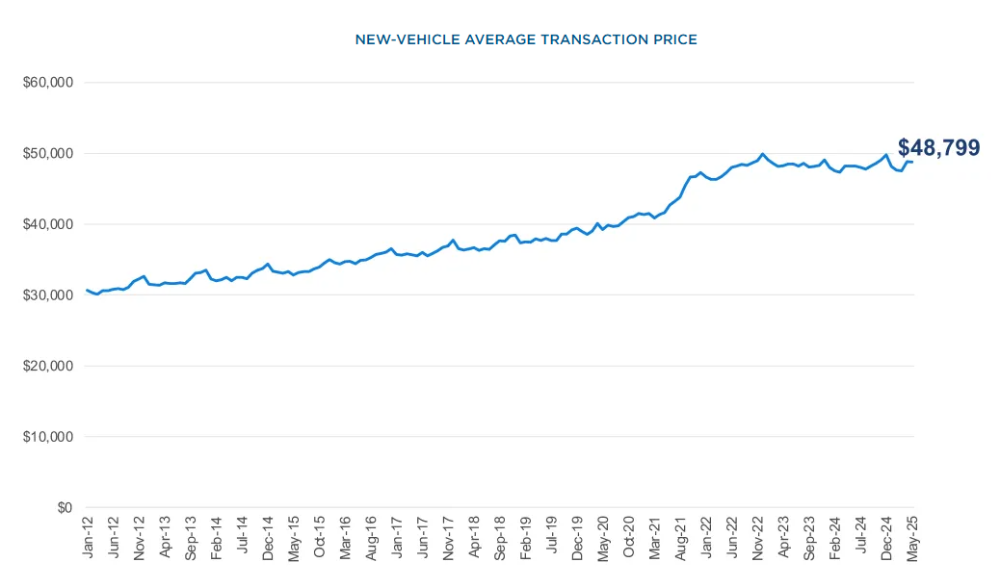 NEW-VEHICLE AVERAGE TRANSACTION PRICE
$60,000
$50,000
$48,799
$40,000
$30,000
$20,000
$10,000
$0
Jan-12
Jun-12
Nov-12
Apr-13
Sep-13
Feb-14
Jul-14
Dec-14
May-15
Oct-15
Mar-16
Aug-16
Jan-17
Jun-17
Nov-17
Apr-18
Sep-18
Feb-19
Jul-19
Dec-19
May-20
Oct-20
Mar-21
Aug-21
Jan-22
Jun-22
Nov-22
Apr-23
Sep-23
Feb-24
Jul-24
Dec-24
May-25